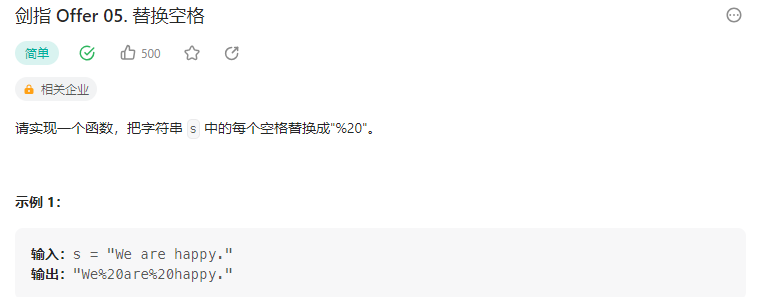 剑指 Offer 05. 替换空格
简单 500
相关企业
请实现一个函数，把字符串 s 中的每个空格替换成"%20"。
示例 1：
输入：s = "We are happy."
输出："We%20are%20happy."